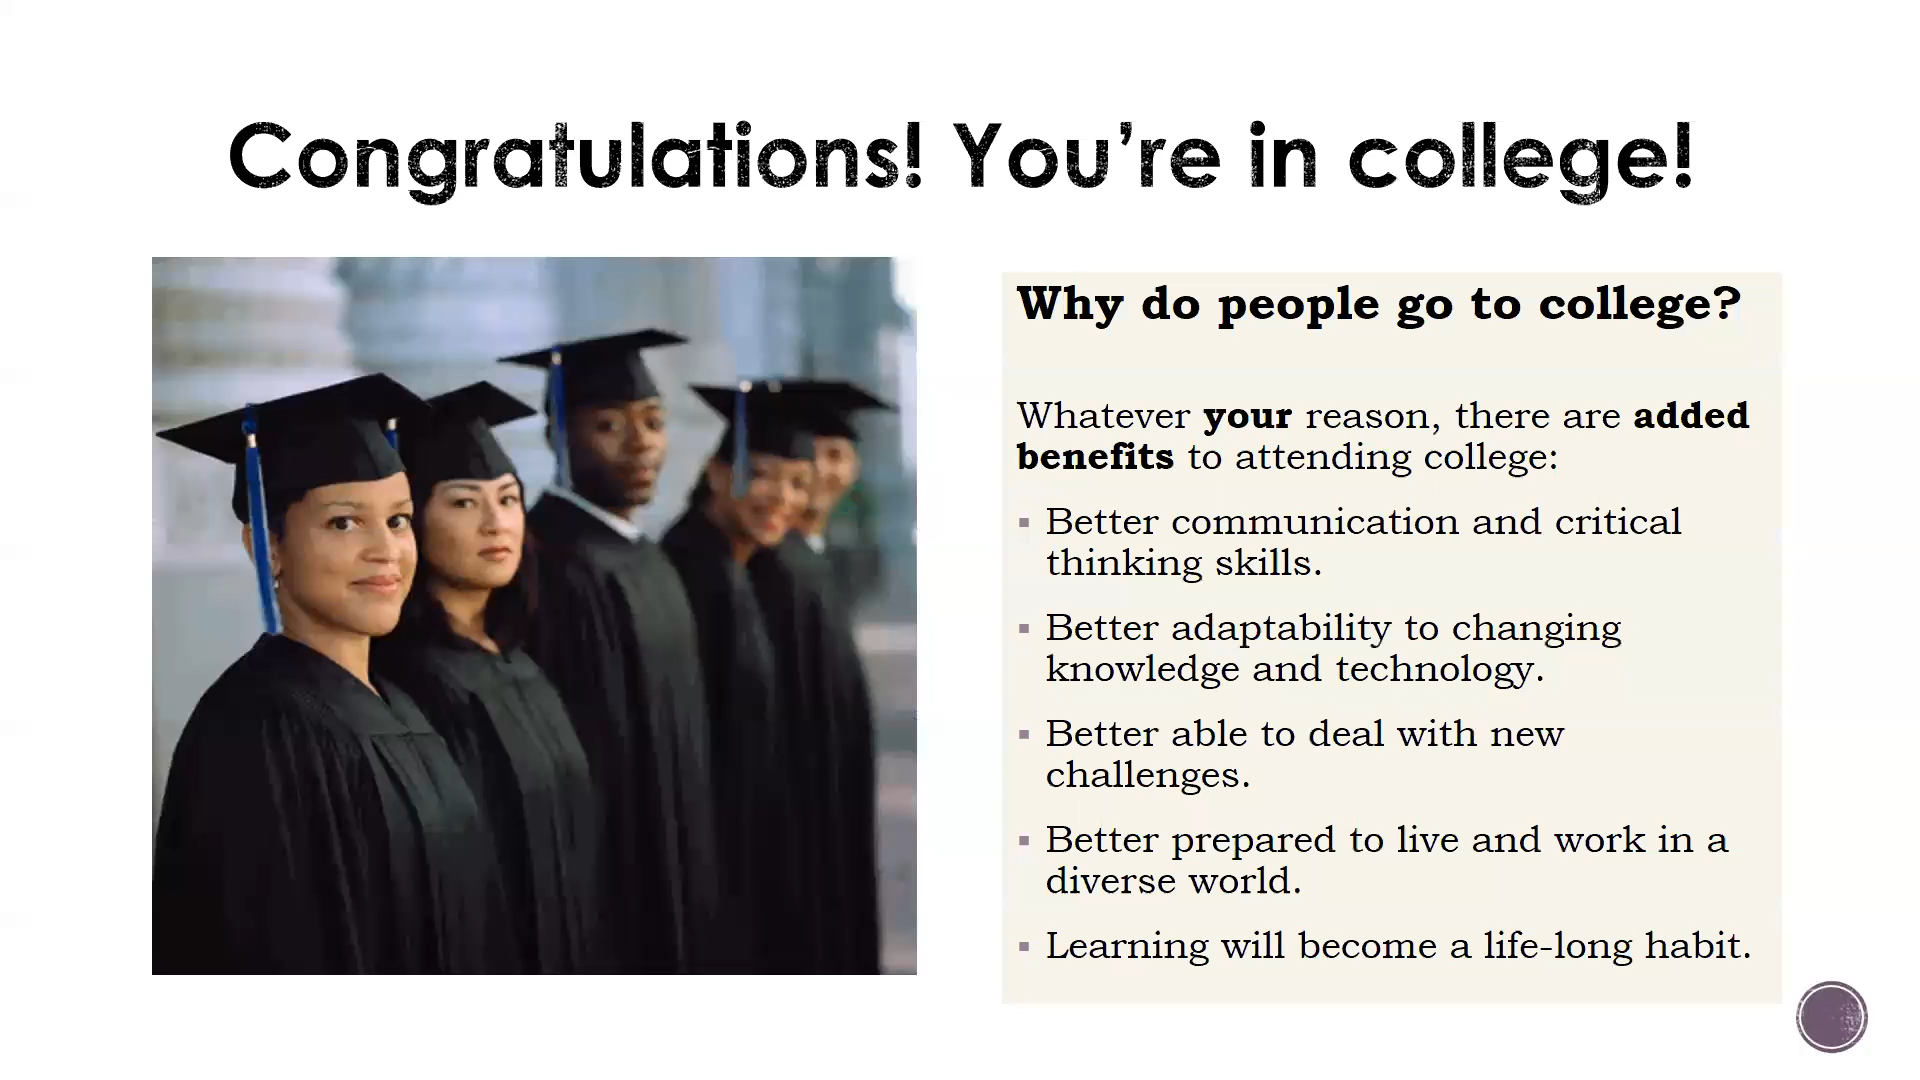 Congratulations! You’re in college!
Why do people go to college?
Whatever your reason, there are added
benefits to attending college:
▪ Better communication and critical
thinking skills.
▪ Better adaptability to changing
knowledge and technology.
▪ Better able to deal with new
challenges.
▪ Better prepared to live and work in a
diverse world.
▪ Learning will become a life-long habit.